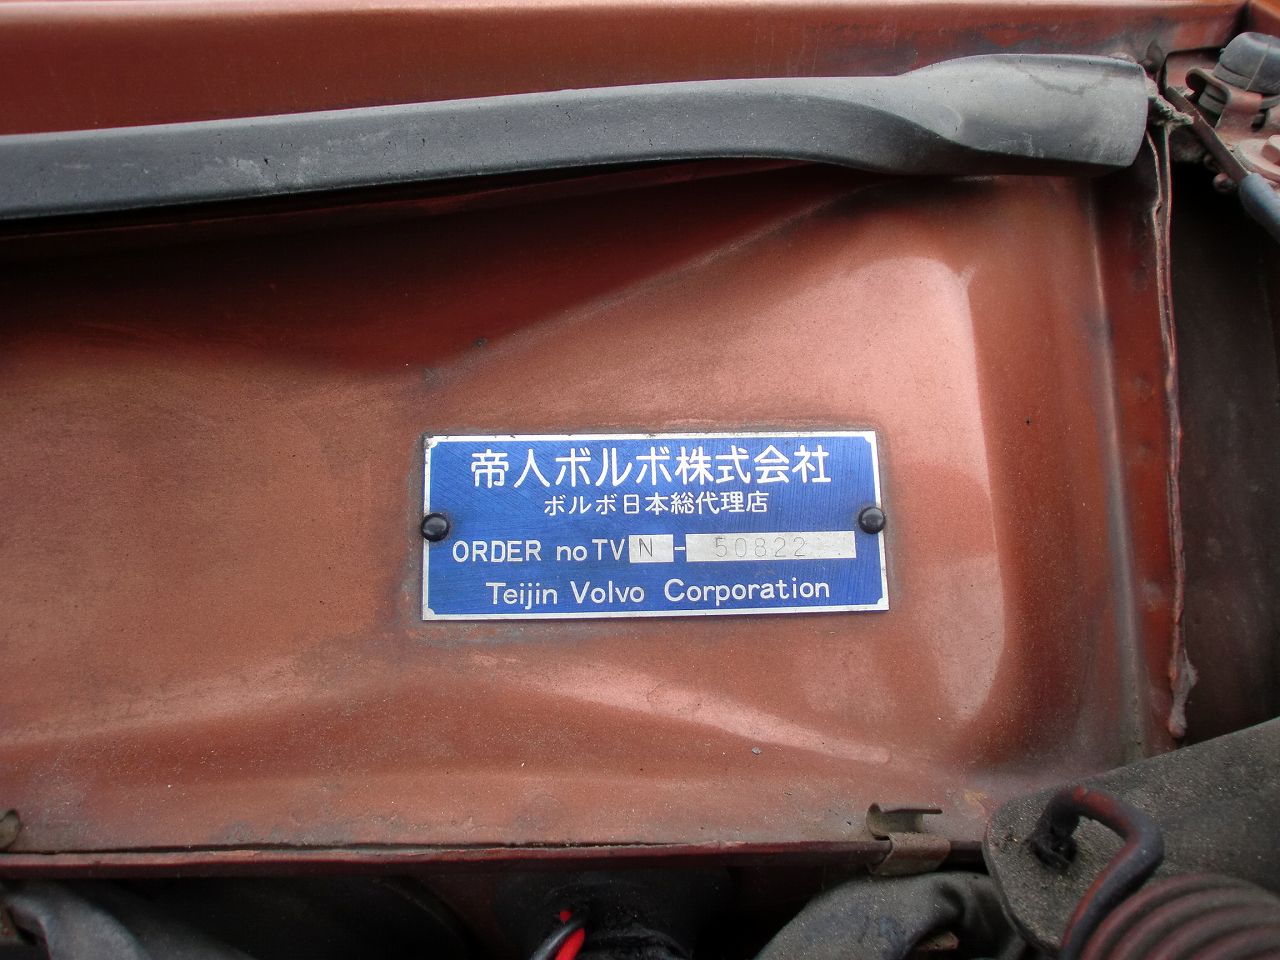 帝人ボルボ株式会社
ボルボ日本総代理店
ORDER no TV N - 50822
Teijin Volvo Corporation